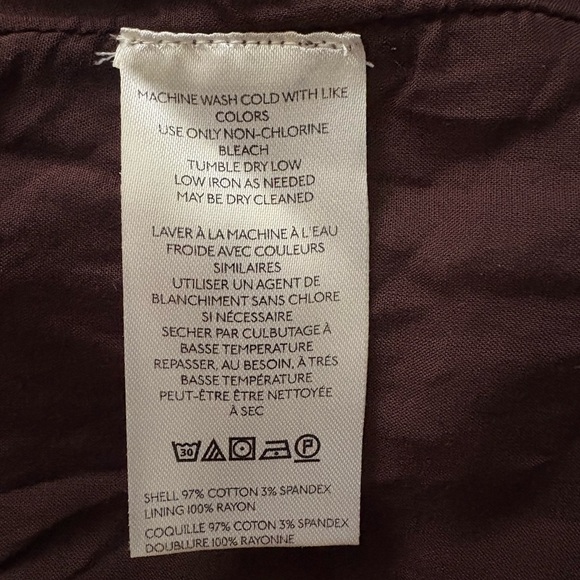 MACHINE WASH COLD WITH LIKE
COLORS
USE ONLY NON-CHLORINE
BLEACH
TUMBLE DRY LOW
LOW IRON AS NEEDED
MAY BE DRY CLEANED
LAVER À LA MACHINE À L'EAU
FROIDE AVEC COULEURS
SIMILAIRES
UTILISER UN AGENT DE
BLANCHIMENT SANS CHLORE
SI NÉCESSAIRE
SECHER PAR CULBUTAGE À
BASSE TEMPERATURE
REPASSER, AU BESOIN, À TRÉS
BASSE TEMPÉRATURE
PEUT-ÊTRE ÊTRE NETTOYÉE
À SEC
30 P
SHELL 97% COTTON 3% SPANDEX
LINING 100% RAYON
COQUILLE 97% COTON 3% SPANDEX
DOUBLURE 100% RAYONNE